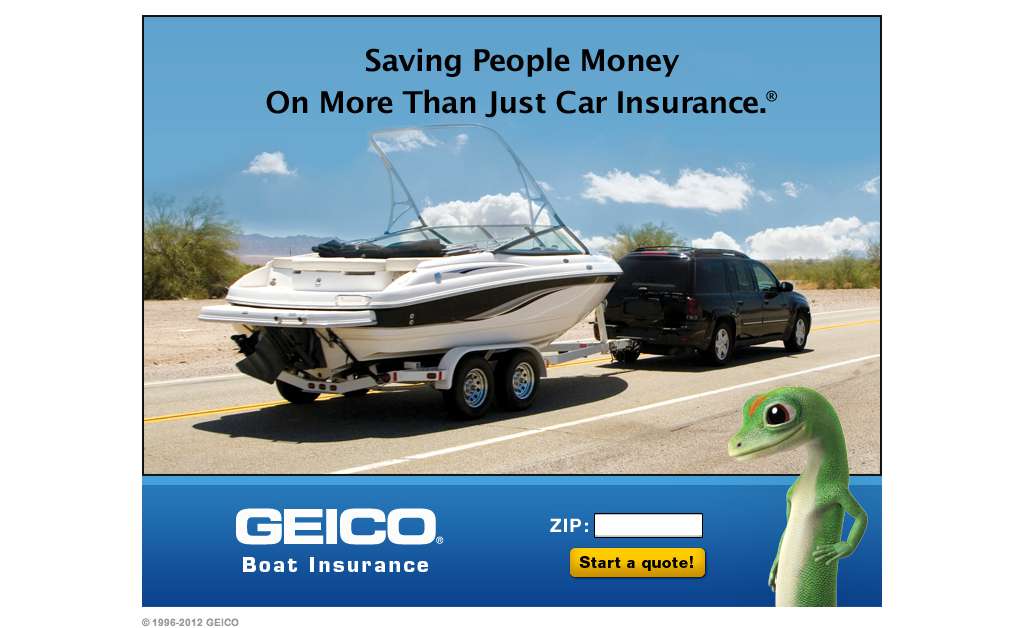 Saving People Money
On More Than Just Car Insurance.®
GEICO®
Boat Insurance
ZIP:
Start a quote!
© 1996-2012 GEICO